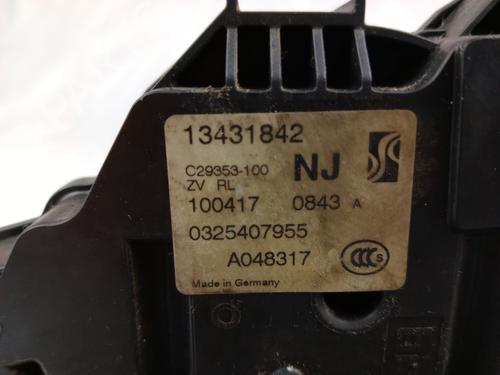 13431842
C29353-100 NJ
ZV RL
100417 0843 A
0325407955
A048317
Made in Germany